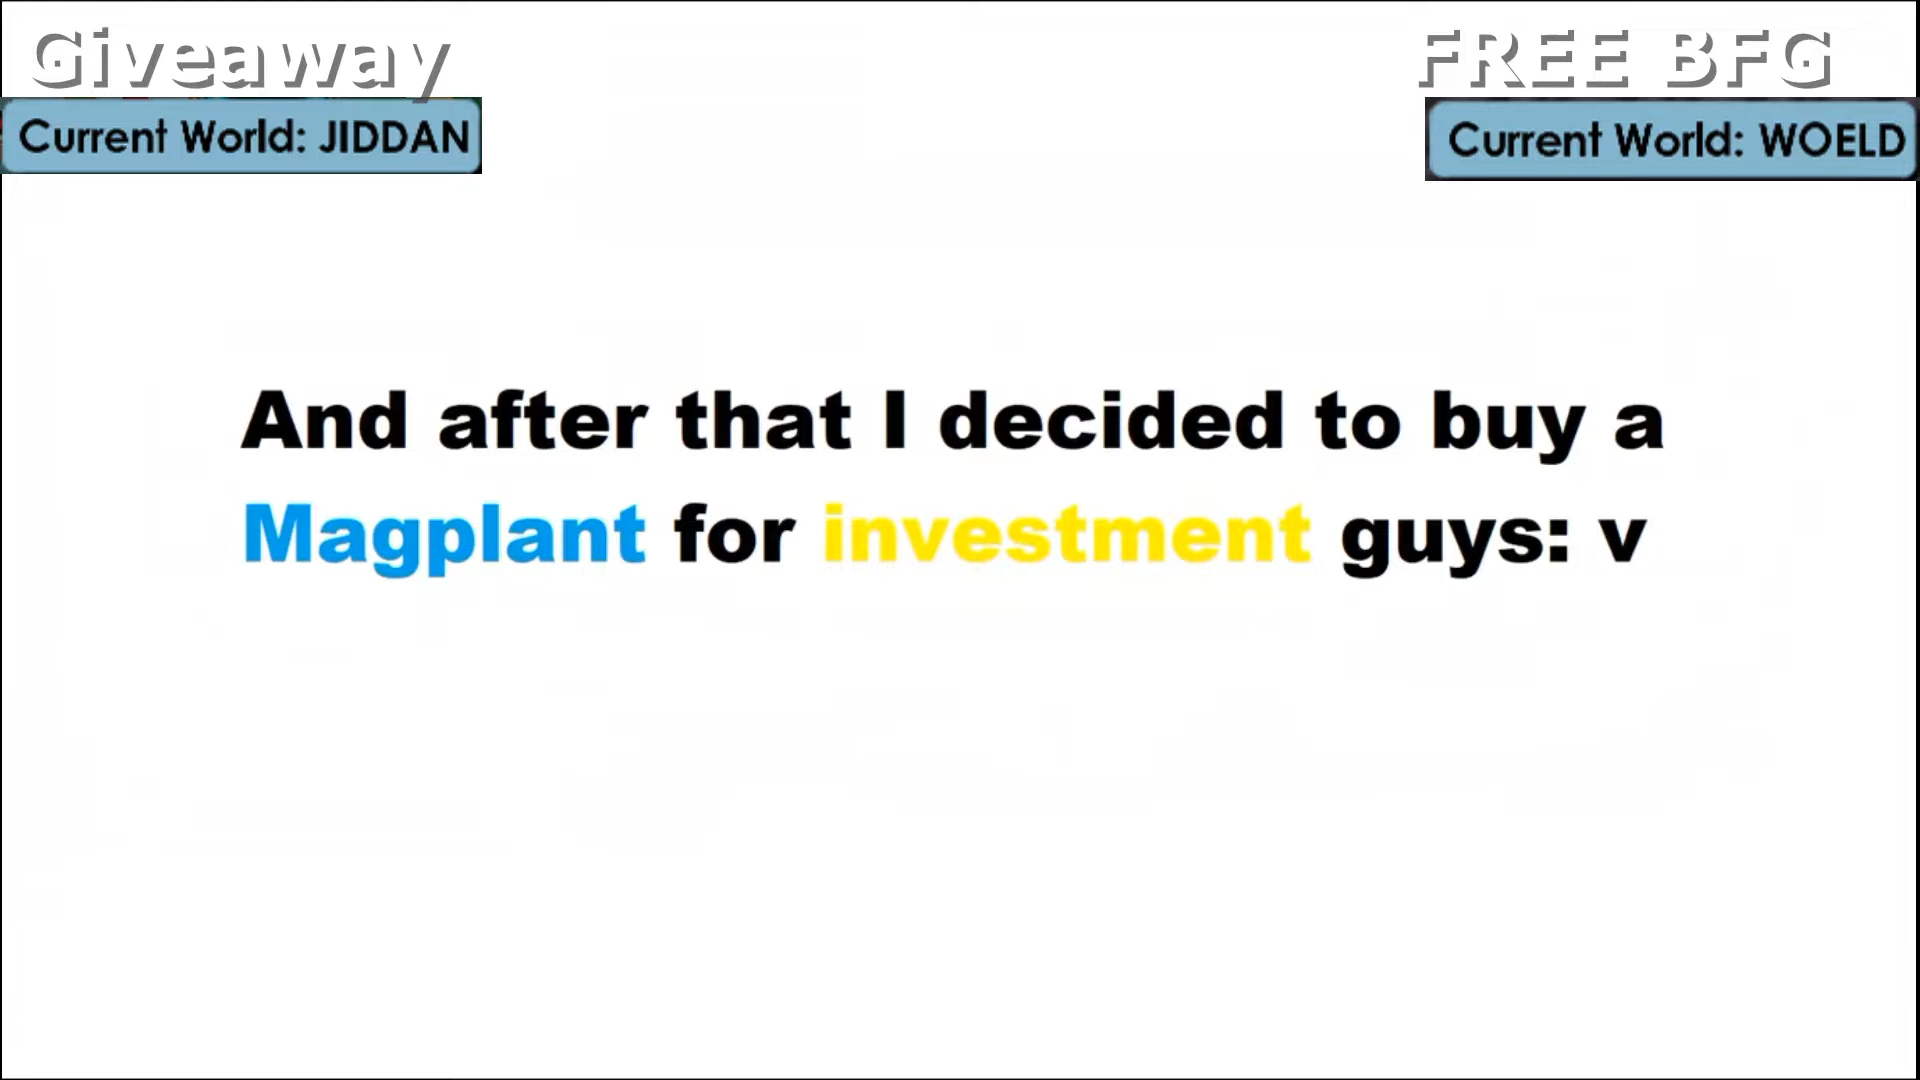 Giveaway
FREE BFG
Current World: JIDDAN
Current World: WOELD
And after that I decided to buy a
Magplant for investment guys: v